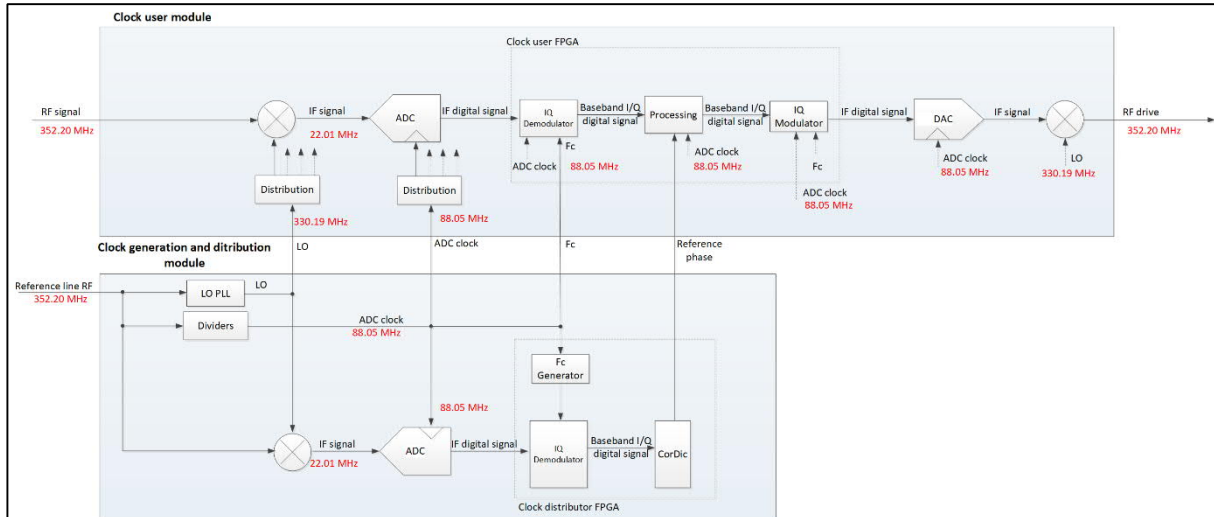 Clock user module
Clock user FPGA
RF signal
352.20 MHz
IF signal
22.01 MHz
ADC
IF digital signal
IQ
Demodulator
Baseband I/Q
digital signal
Processing
Baseband I/Q
digital signal
IQ
Modulator
IF digital signal
DAC
IF signal
RF drive
352.20 MHz
ADC clock
Fc
88.05 MHz
ADC clock
88.05 MHz
Fc
ADC clock
88.05 MHz
ADC clock
88.05 MHz
LO
330.19 MHz
Distribution
330.19 MHz
Distribution
88.05 MHz
LO
ADC clock
Fc
Reference
phase
Clock generation and ditribution
module
Reference line RF
352.20 MHz
LO PLL
LO
Dividers
ADC clock
88.05 MHz
Fc
Generator
88.05 MHz
IF signal
22.01 MHz
ADC
IF digital signal
IQ
Demodulator
Baseband I/Q
digital signal
CorDic
Clock distributor FPGA